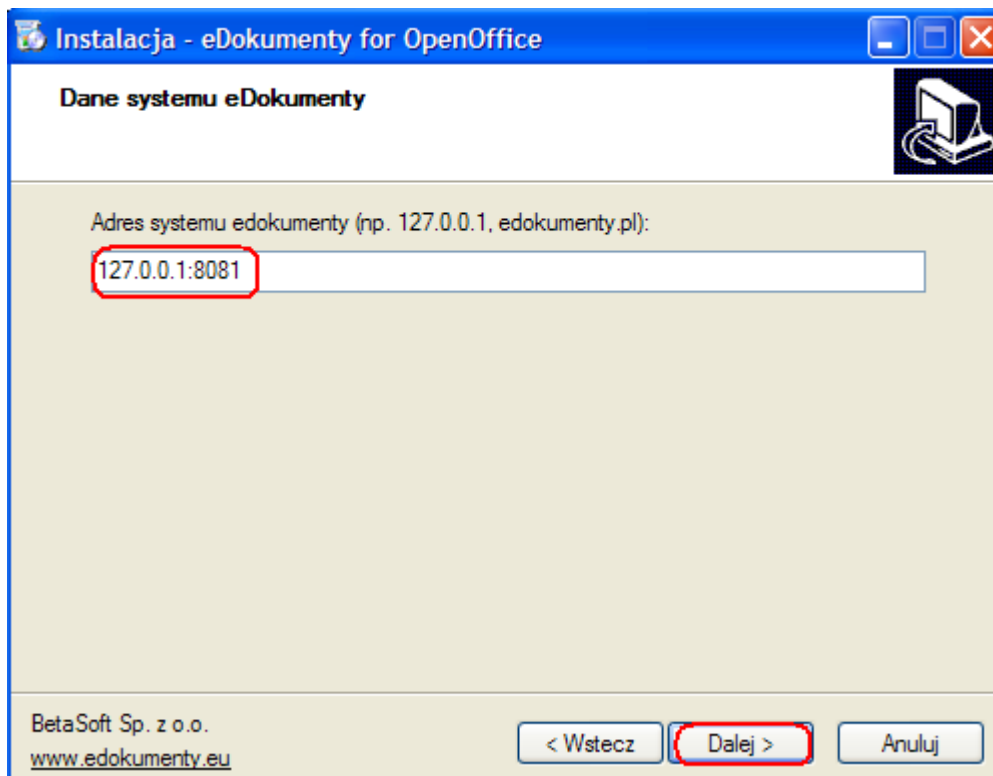 Instalacja - eDokumenty for OpenOffice
Dane systemu eDokumenty
Adres systemu edokumenty (np. 127.0.0.1, edokumenty.pl):
127.0.0.1:8081
BetaSoft Sp. z o.o.
www.edokumenty.eu
< Wstecz Dalej > Anuluj